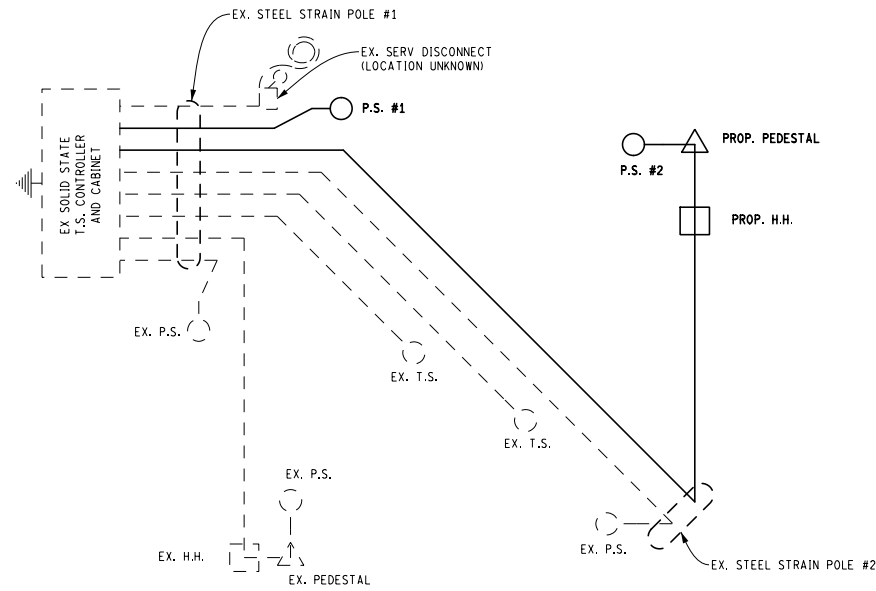 EX. STEEL STRAIN POLE #1
EX. SERV DISCONNECT
(LOCATION UNKNOWN)
P.S. #1
EX SOLID STATE
T.S. CONTROLLER
AND CABINET
PROP. PEDESTAL
P.S. #2
PROP. H.H.
EX. P.S.
EX. T.S.
EX. T.S.
EX. P.S.
EX. H.H.
EX. PEDESTAL
EX. P.S.
EX. STEEL STRAIN POLE #2